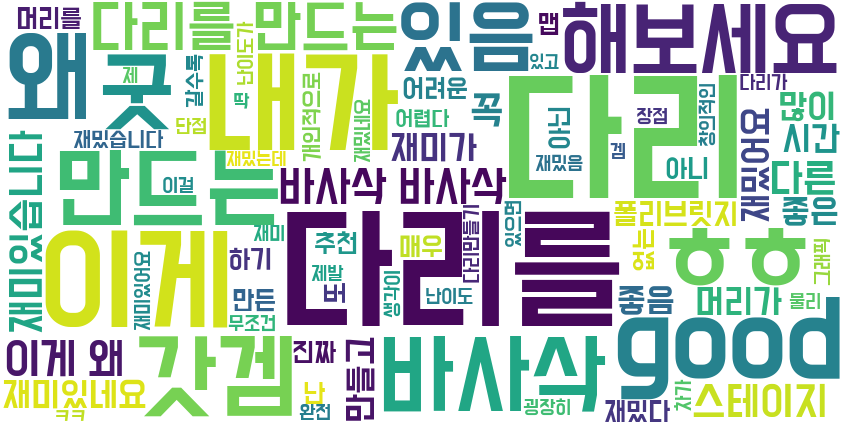 머리를
다리를 만드는
있음
맵
해보세요
왜
굿
갈수록
제
딱
난이도가
내가
개인적으로
재밌네요
어려운
어렵다
꼭
있고
다리
아닌
장점
창의적인
다리가
많이
시간
재밌습니다
단점
재밌는데
재미가
재밌음
겜
아니
재밌어요
다른
좋은
재미있습니다
만드는
이걸
바사삭 바사삭
이게
재미
하기
추천
매우
다리만들기
있으면
폴리브릿지
없는
ㅎㅎ
그래픽
재미있어요
만든
무조건
제발
또
생각이
난이도
다리를
좋음
머리가
물리
이게 왜
갓겜
진짜
만들고
바사삭
good
재미있네요
ㅋㅋ
난
완전
굉장히
재밌다
차가
스테이지